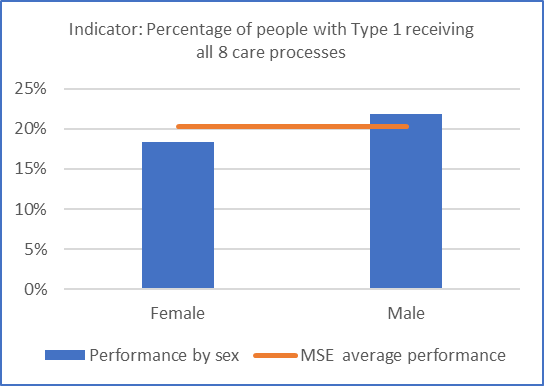 Indicator: Percentage of people with Type 1 receiving
all 8 care processes
25%
20%
15%
10%
5%
0%
Female
Male
Performance by sex
MSE average performance